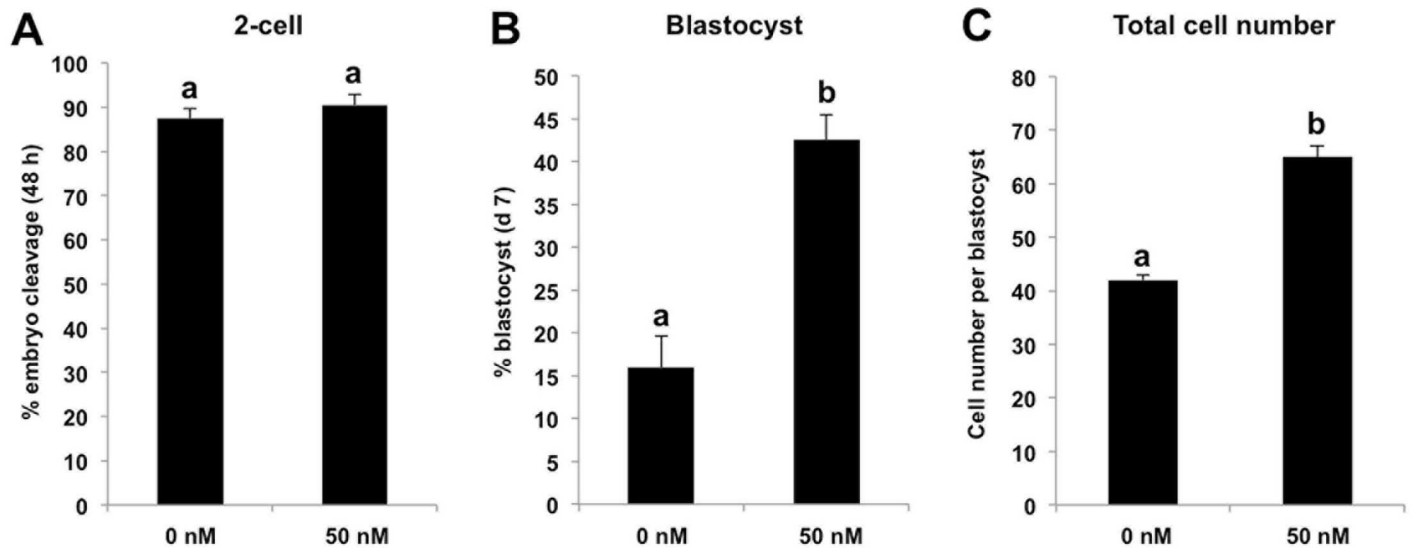 A
2-cell
% embryo cleavage (48 h)
100
90
80
70
60
50
40
30
20
10
0
a
a
0 nM
50 nM
B
Blastocyst
% blastocyst (d 7)
50
45
40
35
30
25
20
15
10
5
0
a
b
0 nM
50 nM
C
Total cell number
Cell number per blastocyst
80
70
60
50
40
30
20
10
0
a
b
0 nM
50 nM